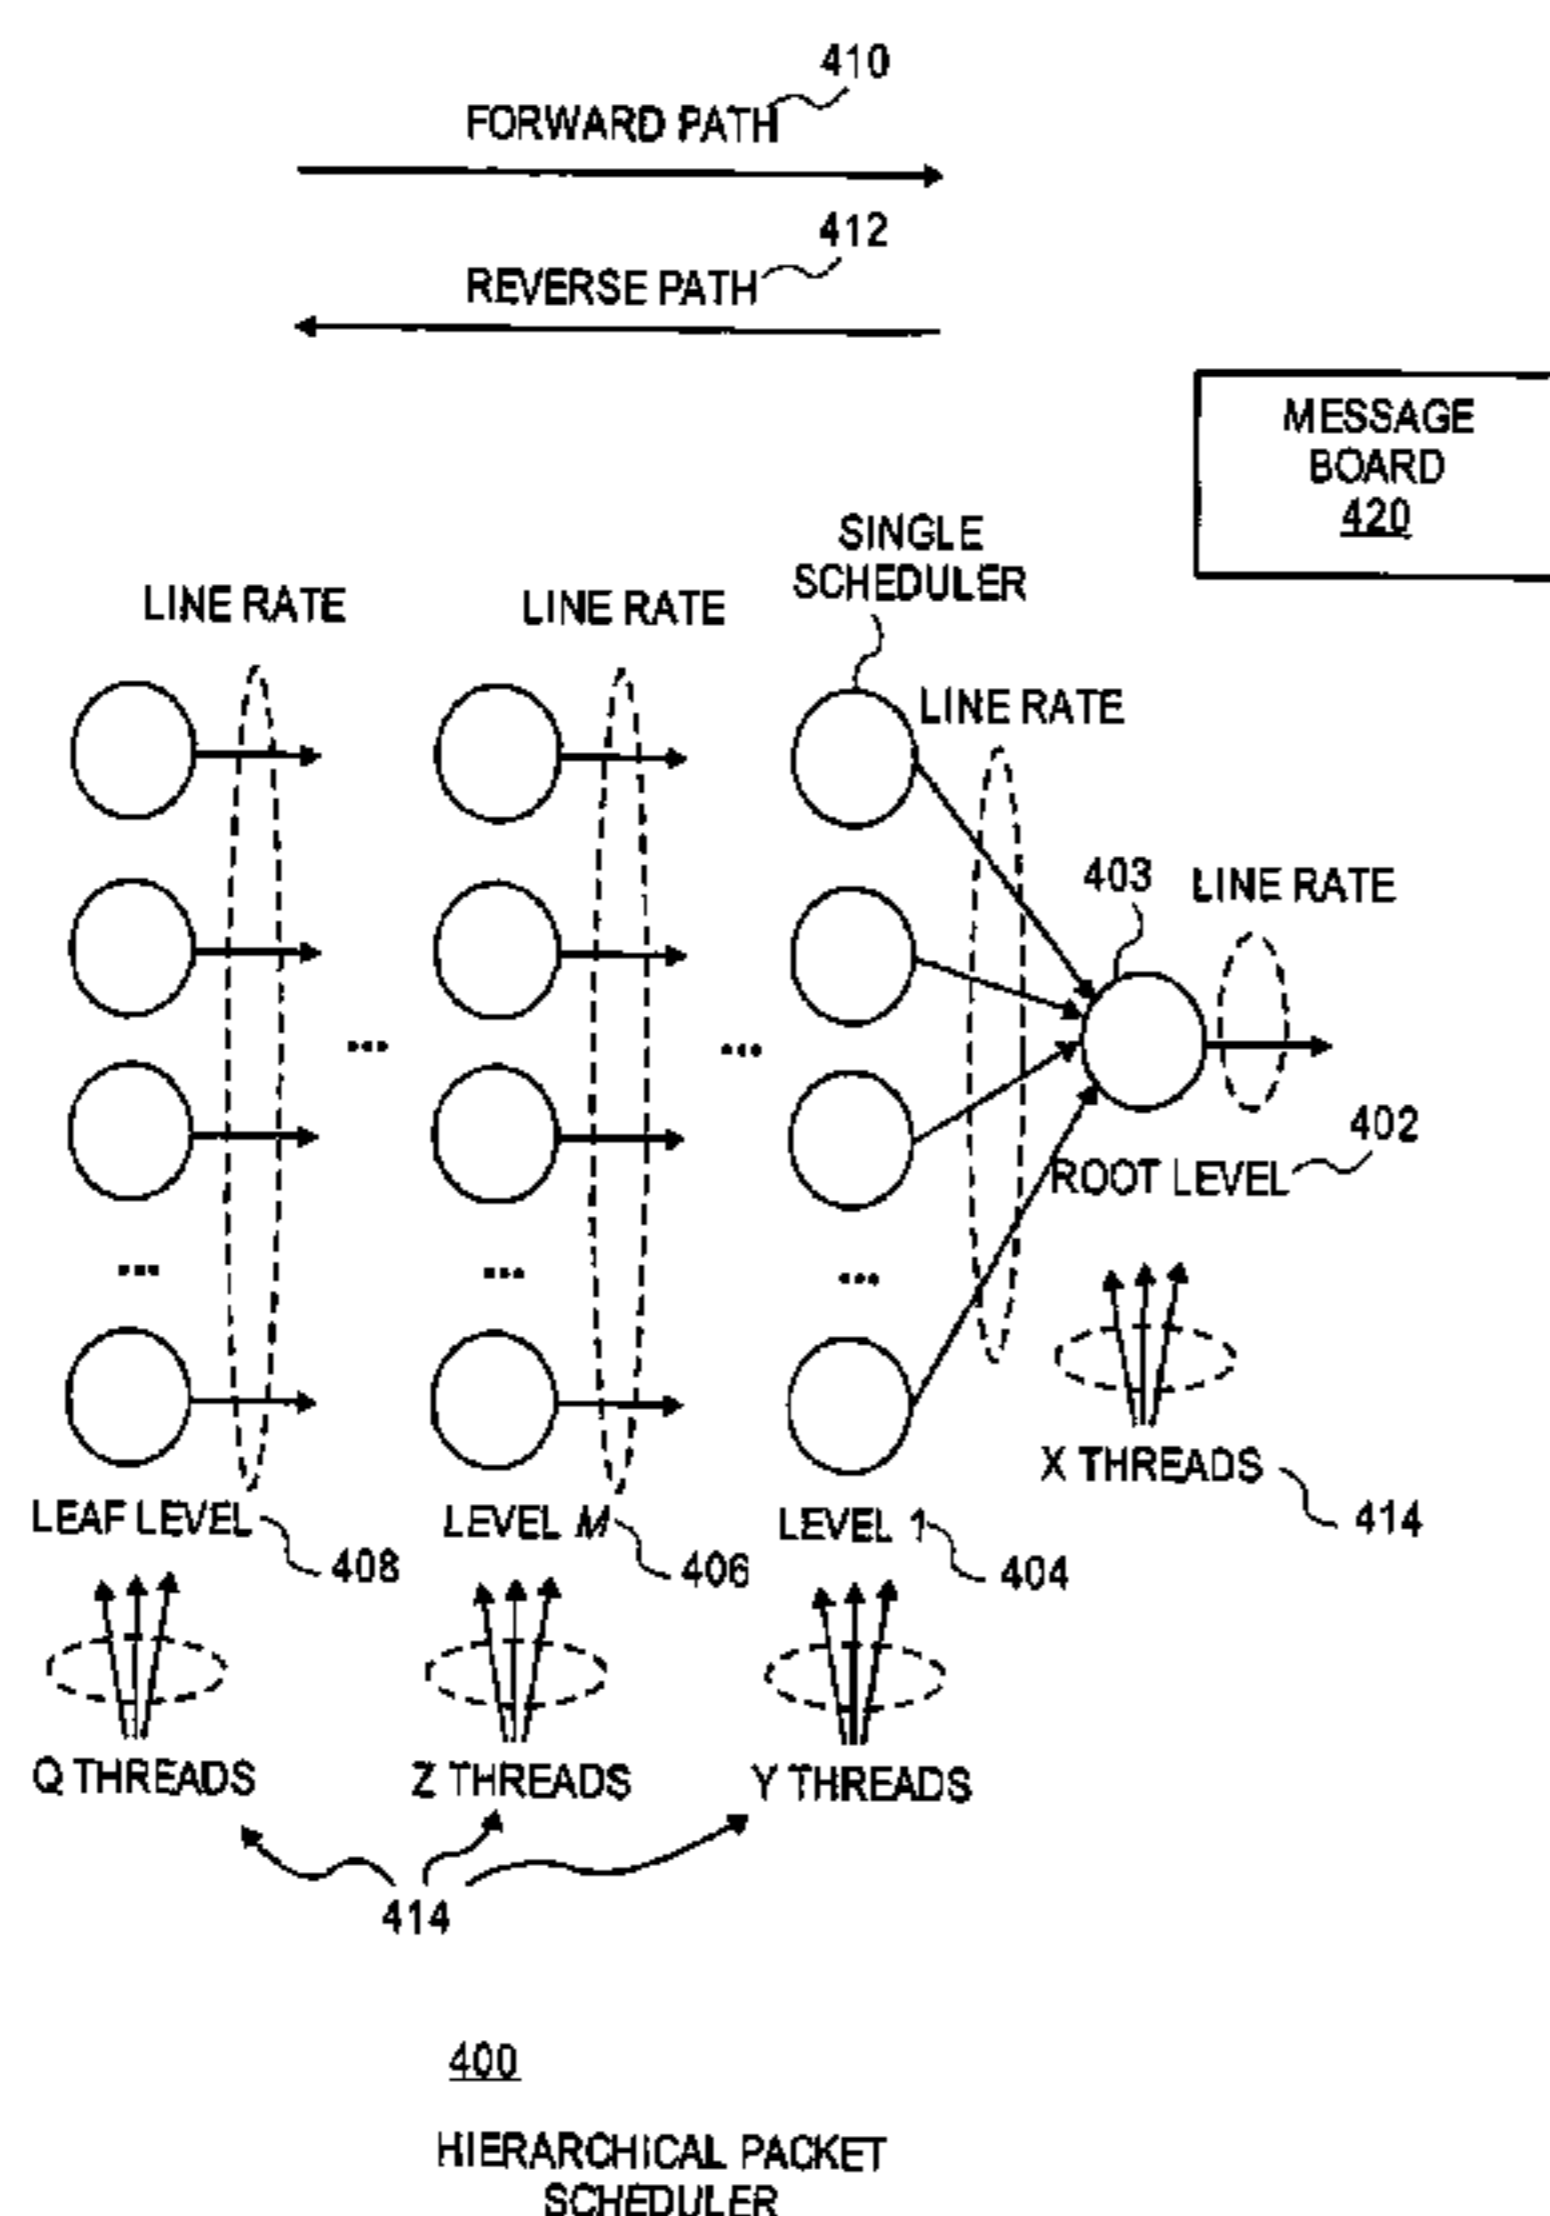 410
FORWARD PATH
412
REVERSE PATH
MESSAGE
BOARD
420
SINGLE
SCHEDULER
LINE RATE
LINE RATE
LINE RATE
403
LINE RATE
...
...
402
ROOT LEVEL
...
...
...
X THREADS
414
LEAF LEVEL
408
LEVEL M
406
LEVEL 1
404
Q THREADS
Z THREADS
Y THREADS
414
400
HIERARCHICAL PACKET
SCHEDULER